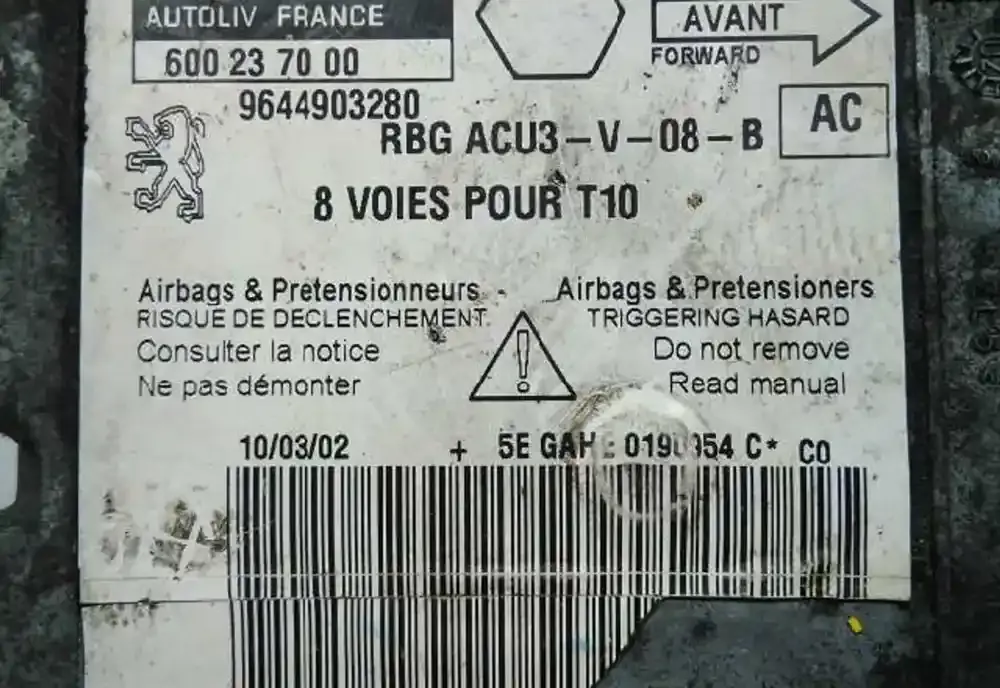 AUTOLIV FRANCE
600 23 70 00
AVANT
FORWARD
9644903280
AC
RBG ACU3-V-08-B
8 VOIES POUR T10
Airbags & Prétensionneurs
RISQUE DE DECLENCHEMENT
Consulter la notice
Ne pas démonter
Airbags & Pretensioners
TRIGGERING HASARD
Do not remove
Read manual
10/03/02 + 5E C* C0